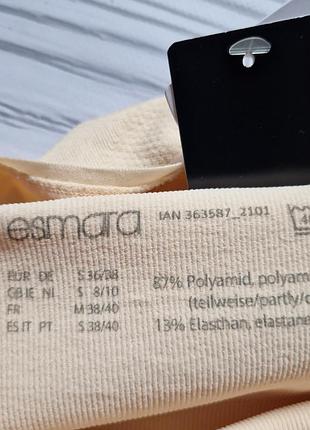 esmara
IAN 363587_2101
EUR DE S 36/38
GB IE NI S 8/10
FR M 38/40
ES IT PT S 38/40
87% Polyamid, polyami
(teilweise/partly/
13% Elasthan, elastane